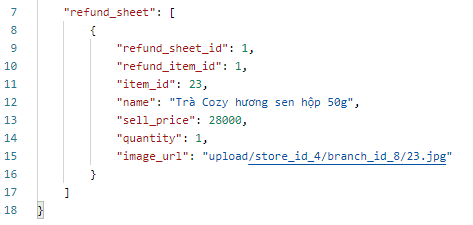 7 "refund_sheet": [
8 {
9 "refund_sheet_id": 1,
10 "refund_item_id": 1,
11 "item_id": 23,
12 "name": "Trà Cozy hương sen hộp 50g",
13 "sell_price": 28000,
14 "quantity": 1,
15 "image_url": "upload/store_id_4/branch_id_8/23.jpg"
16 }
17 ]
18 }